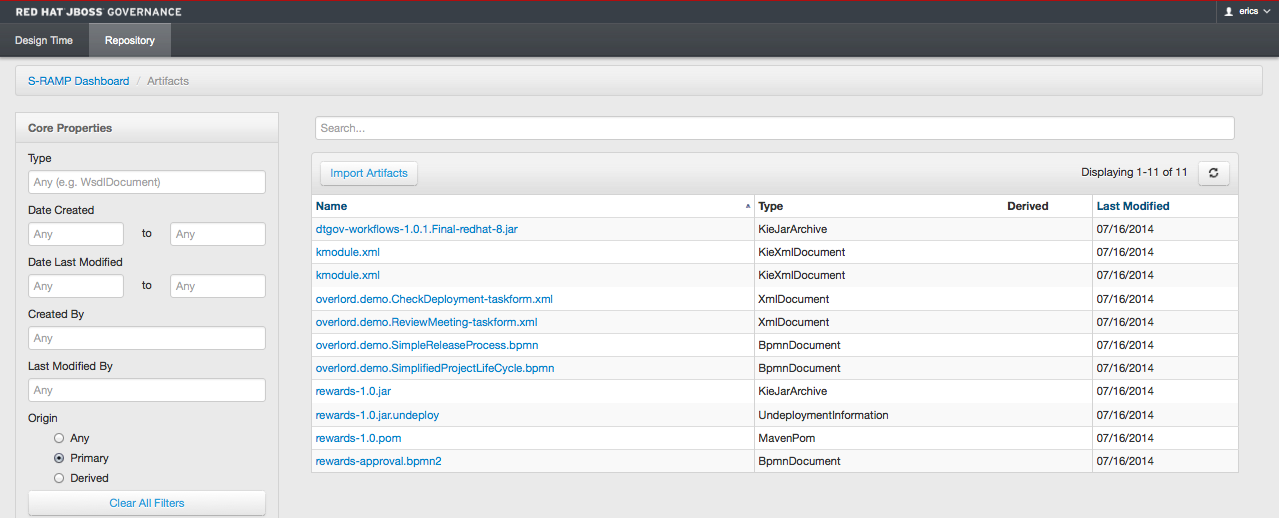 RED HAT JBOSS GOVERNANCE
erics
Design Time
Repository
S-RAMP Dashboard / Artifacts
Core Properties
Type
Any (e.g. WsdlDocument)
Date Created
Any to Any
Date Last Modified
Any to Any
Created By
Any
Last Modified By
Any
Origin
Any
Primary
Derived
Clear All Filters
Search...
Import Artifacts
Displaying 1-11 of 11
Name Type Derived Last Modified
dtgov-workflows-1.0.1.Final-redhat-8.jar KieJarArchive 07/16/2014
kmodule.xml KieXmlDocument 07/16/2014
kmodule.xml KieXmlDocument 07/16/2014
overlord.demo.CheckDeployment-taskform.xml XmlDocument 07/16/2014
overlord.demo.ReviewMeeting-taskform.xml XmlDocument 07/16/2014
overlord.demo.SimpleReleaseProcess.bpmn BpmnDocument 07/16/2014
overlord.demo.SimplifiedProjectLifeCycle.bpmn BpmnDocument 07/16/2014
rewards-1.0.jar KieJarArchive 07/16/2014
rewards-1.0.jar.undeploy UndeploymentInformation 07/16/2014
rewards-1.0.pom MavenPom 07/16/2014
rewards-approval.bpmn2 BpmnDocument 07/16/2014